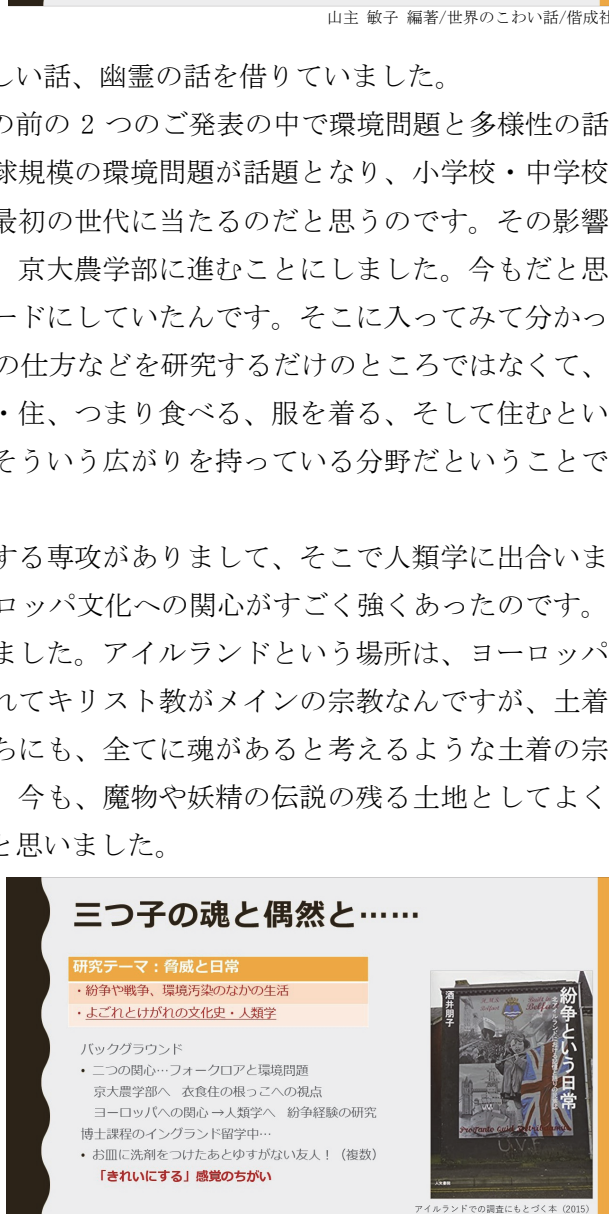 山主 敏子 編著/世界のこわい話/偕成社
しい話、幽霊の話を借りていました。
の前の 2 つのご発表の中で環境問題と多様性の話
球規模の環境問題が話題となり、小学校・中学校
最初の世代に当たるのだと思うのです。その影響
京大農学部に進むことにしました。今もだと思
ードにしていたんです。そこに入ってみて分かっ
の仕方などを研究するだけのところではなくて、
・住、つまり食べる、服を着る、そして住むとい
そういう広がりを持っている分野だということで
する専攻がありまして、そこで人類学に出合いま
ロッパ文化への関心がすごく強くあったのです。
ました。アイルランドという場所は、ヨーロッパ
れてキリスト教がメインの宗教なんですが、土着
ちにも、全てに魂があると考えるような土着の宗
今も、魔物や妖精の伝説の残る土地としてよく
と思いました。
三つ子の魂と偶然と……
研究テーマ：脅威と日常
・紛争や戦争、環境汚染のなかの生活
・よごれとけがれの文化史・人類学
バックグラウンド
• 二つの関心…フォークロアと環境問題
京大農学部へ 衣食住の根っこへの視点
ヨーロッパへの関心→人類学へ 紛争経験の研究
博士課程のイングランド留学中…
• お皿に洗剤をつけたあとゆすがない友人！（複数）
「きれいにする」感覚のちがい
紛争という日常
酒井朋子
UVF
人文書院
アイルランドでの調査にもとづく本（2015）